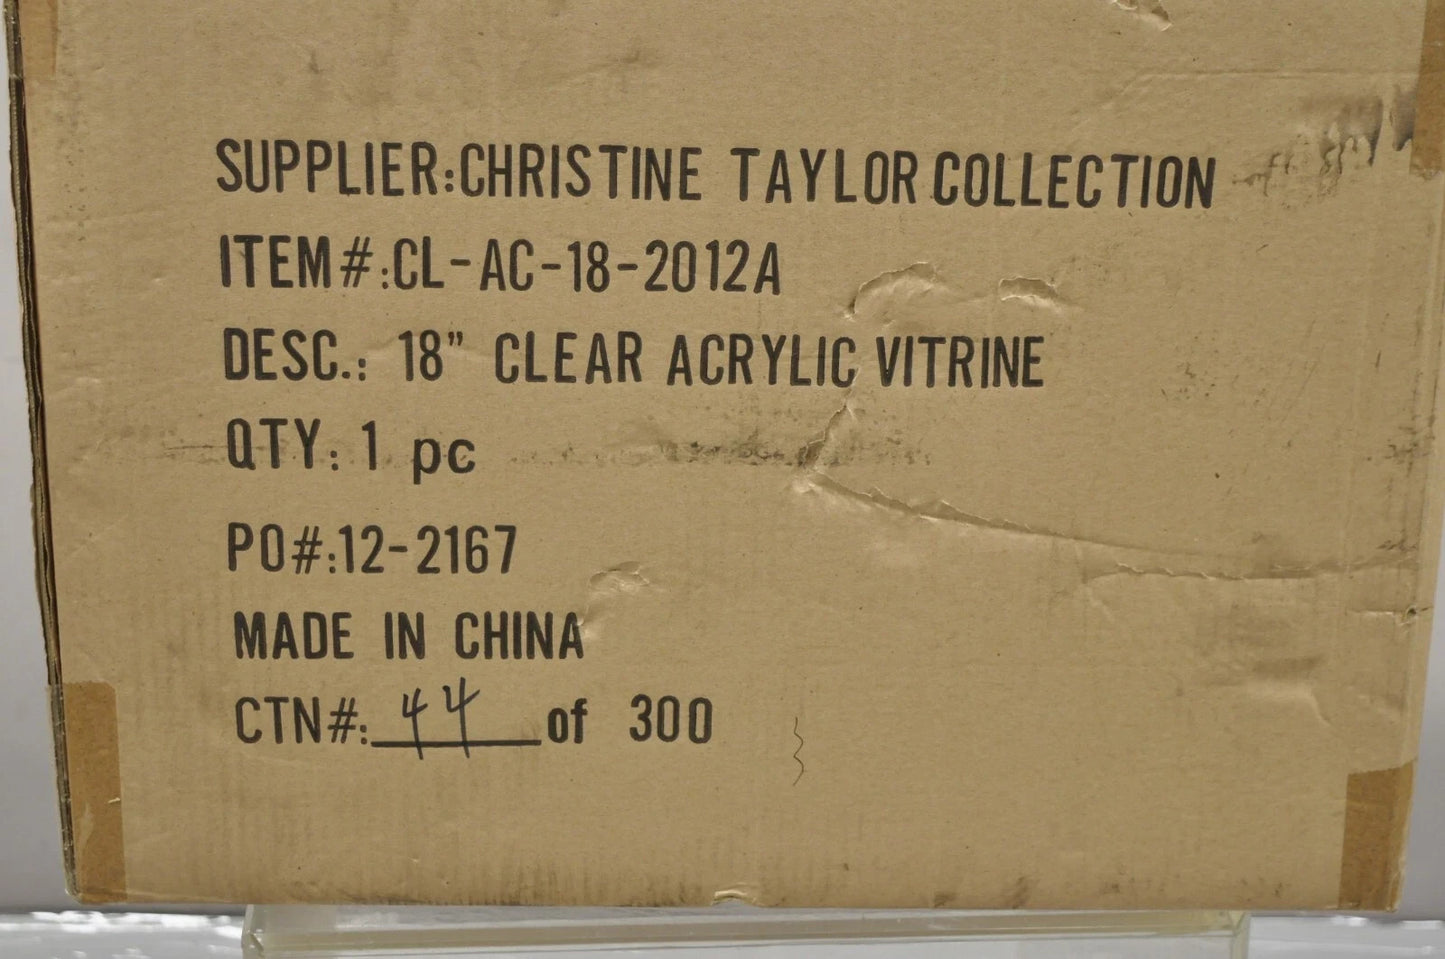 SUPPLIER:CHRISTINE TAYLOR COLLECTION
ITEM#:CL-AC-18-2012A
DESC.: 18" CLEAR ACRYLIC VITRINE
QTY: 1 pc
PO#:12-2167
MADE IN CHINA
CTN#: 44 of 300